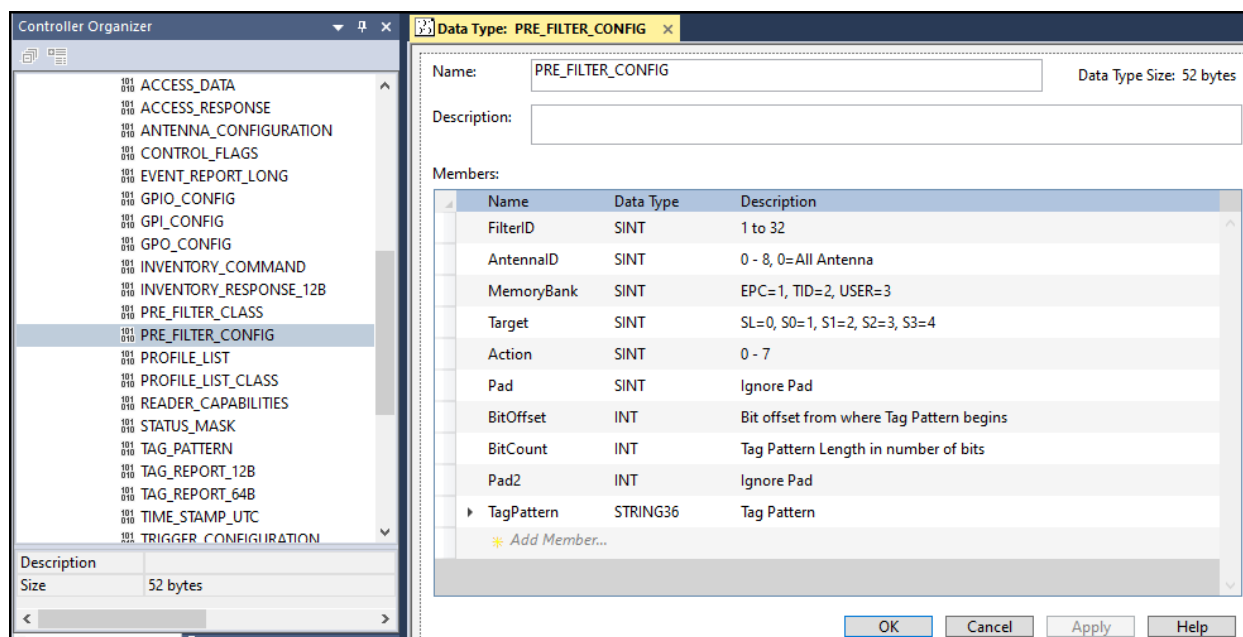 Controller Organizer
ACCESS_DATA
ACCESS_RESPONSE
ANTENNA_CONFIGURATION
CONTROL_FLAGS
EVENT_REPORT_LONG
GPIO_CONFIG
GPI_CONFIG
GPO_CONFIG
INVENTORY_COMMAND
INVENTORY_RESPONSE_12B
PRE_FILTER_CLASS
PRE_FILTER_CONFIG
PROFILE_LIST
PROFILE_LIST_CLASS
READER_CAPABILITIES
STATUS_MASK
TAG_PATTERN
TAG_REPORT_12B
TAG_REPORT_64B
TIME_STAMP_UTC
TRIGGER CONFIGURATION
Description
Size 52 bytes
Data Type: PRE_FILTER_CONFIG
Name: PRE_FILTER_CONFIG Data Type Size: 52 bytes
Description:
Members:
Name Data Type Description
FilterID SINT 1 to 32
AntennaID SINT 0 - 8, 0=All Antenna
MemoryBank SINT EPC=1, TID=2, USER=3
Target SINT SL=0, S0=1, S1=2, S2=3, S3=4
Action SINT 0 - 7
Pad SINT Ignore Pad
BitOffset INT Bit offset from where Tag Pattern begins
BitCount INT Tag Pattern Length in number of bits
Pad2 INT Ignore Pad
TagPattern STRING36 Tag Pattern
Add Member...
OK Cancel Apply Help